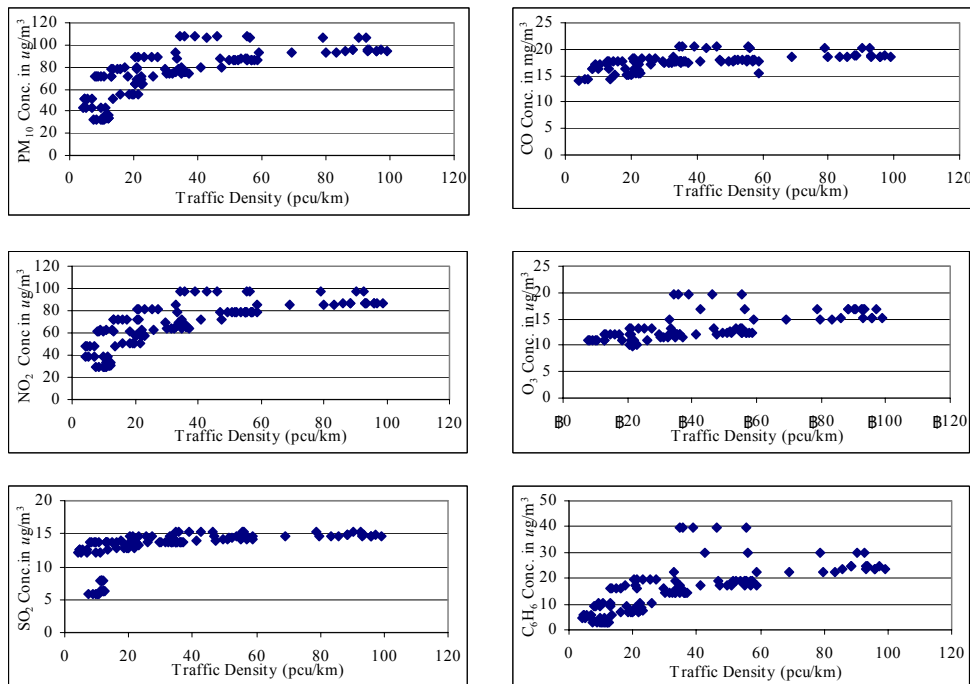 PM10 Conc. in ug/m3
120
100
80
60
40
20
0
0 20 40 60 80 100 120
Traffic Density (pcu/km)
CO Conc. in mg/m3
25
20
15
10
5
0
0 20 40 60 80 100 120
Traffic Density (pcu/km)
NO2 Conc. in ug/m3
120
100
80
60
40
20
0
0 20 40 60 80 100 120
Traffic Density (pcu/km)
O3 Conc. in ug/m3
25
20
15
10
5
0
฿0 ฿20 ฿40 ฿60 ฿80 ฿100 ฿120
Traffic Density (pcu/km)
SO2 Conc. in ug/m3
20
15
10
5
0
0 20 40 60 80 100 120
Traffic Density (pcu/km)
C6H6 Conc. in ug/m3
50
40
30
20
10
0
0 20 40 60 80 100 120
Traffic Density (pcu/km)